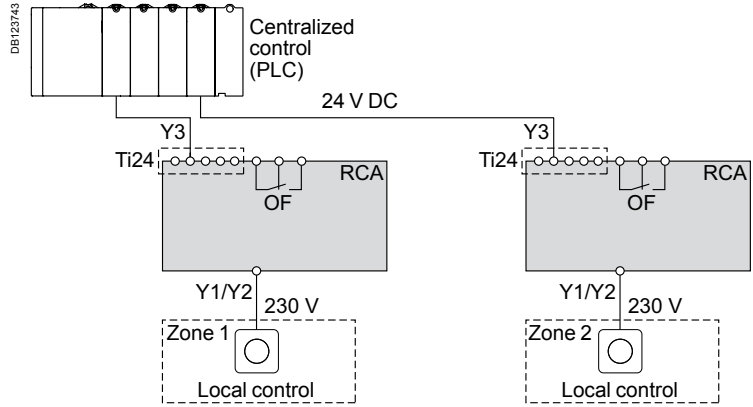 DB123743
Centralized
control
(PLC)
24 V DC
Y3
Y3
Ti24
RCA
Ti24
RCA
OF
OF
Y1/Y2
230 V
Y1/Y2
230 V
Zone 1
Zone 2
Local control
Local control